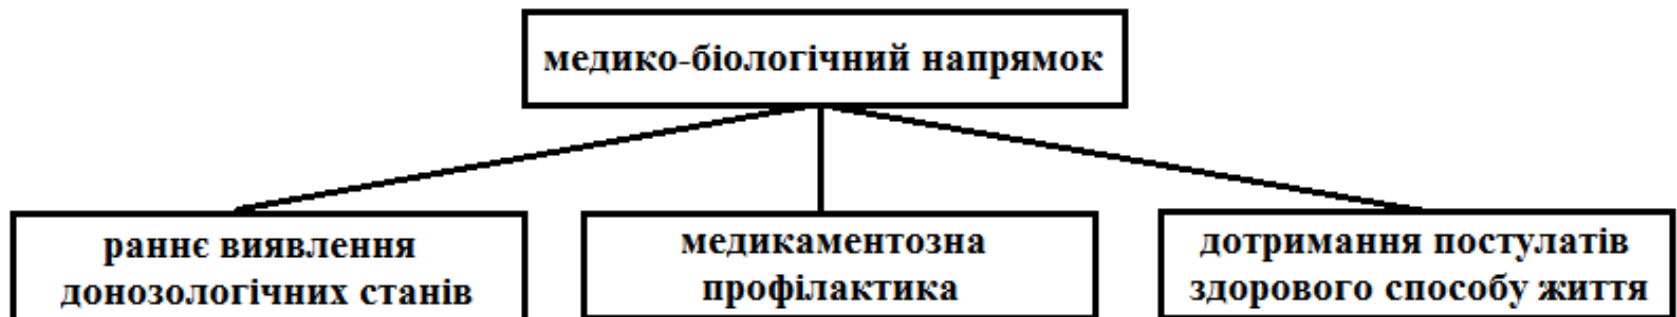 медико-біологічний напрямок
раннє виявлення
донозологічних станів
медикаментозна
профілактика
дотримання постулатів
здорового способу життя